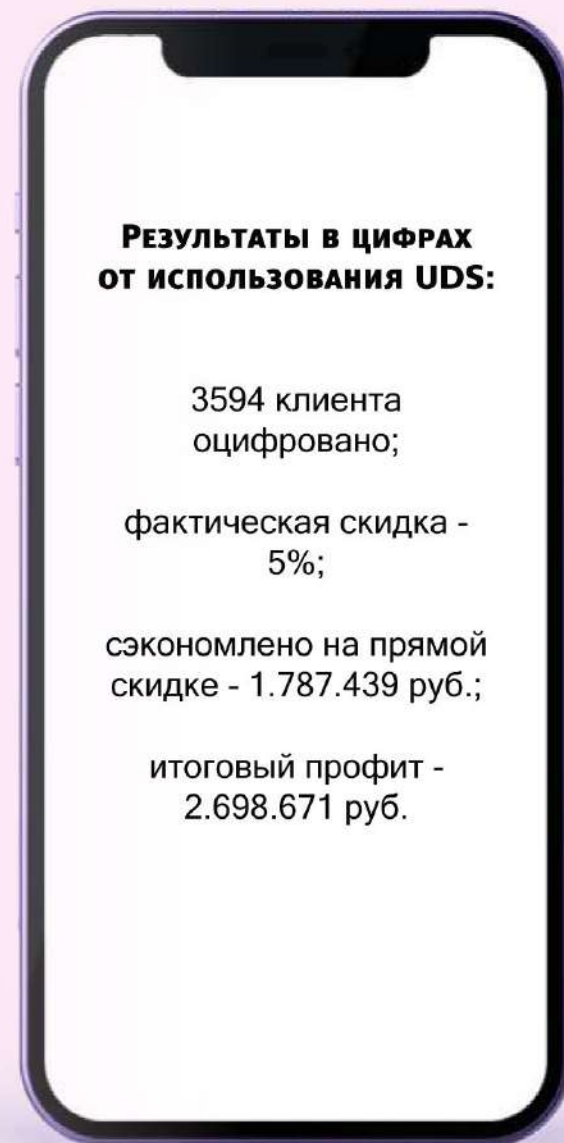 Результаты в цифрах
от использования UDS:
3594 клиента
оцифровано;
фактическая скидка -
5%;
сэкономлено на прямой
скидке - 1.787.439 руб.;
итоговый профит -
2.698.671 руб.